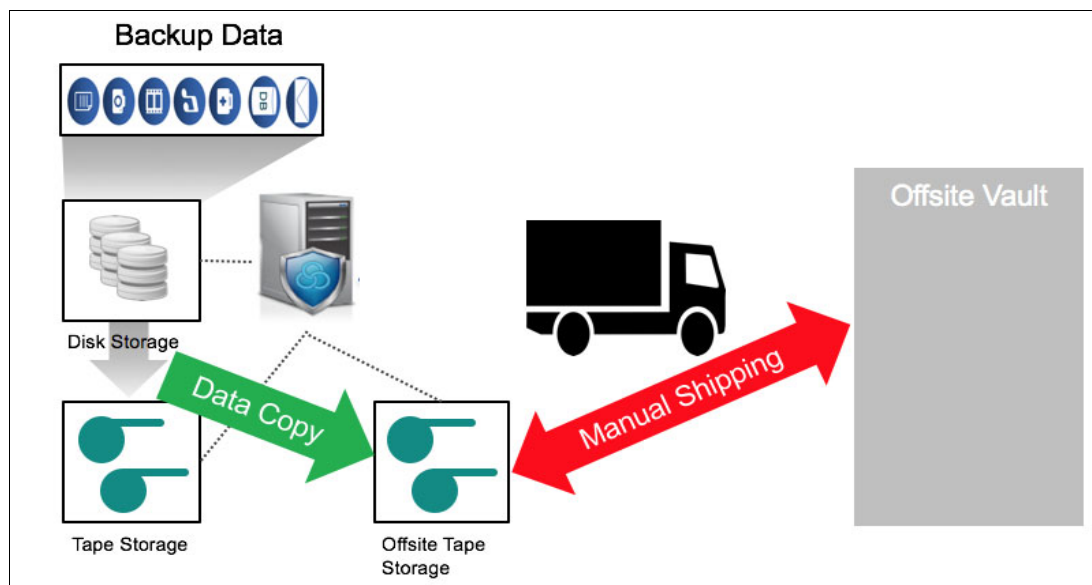 Backup Data
DB
Offsite Vault
Disk Storage
Data Copy
Manual Shipping
Tape Storage
Offsite Tape
Storage